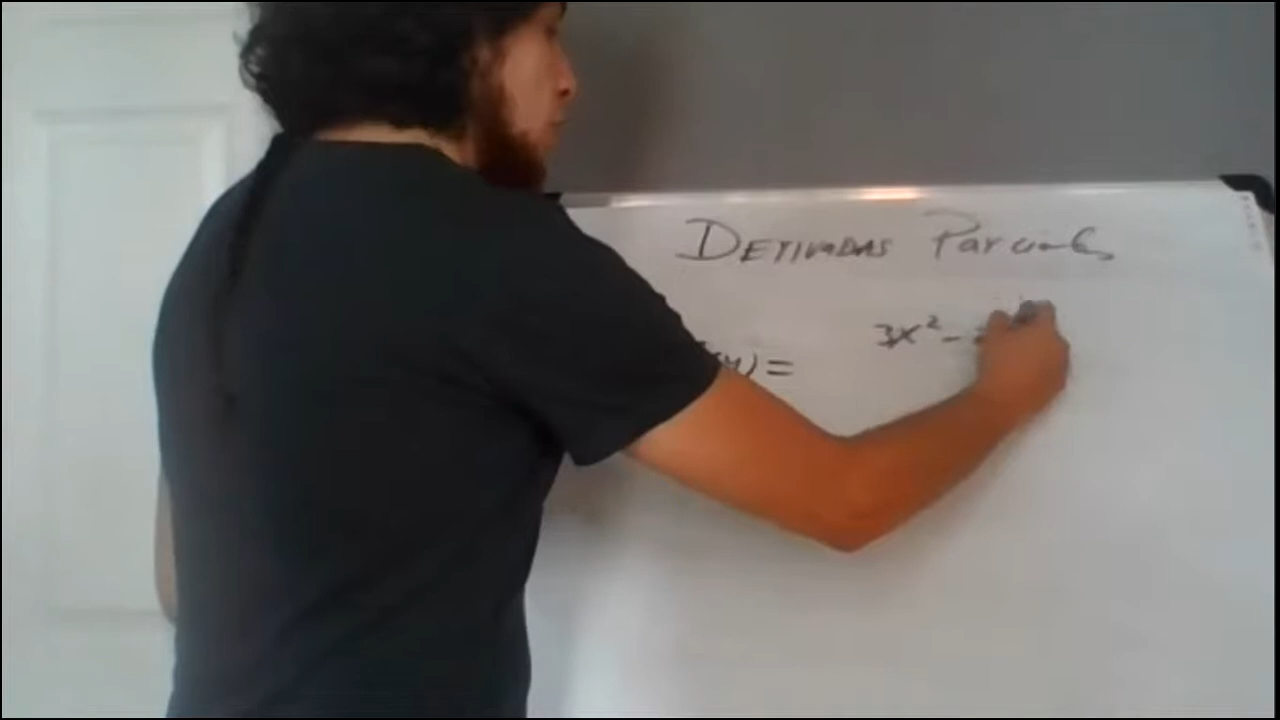 DERIVADAS Parciales
3x² -
=